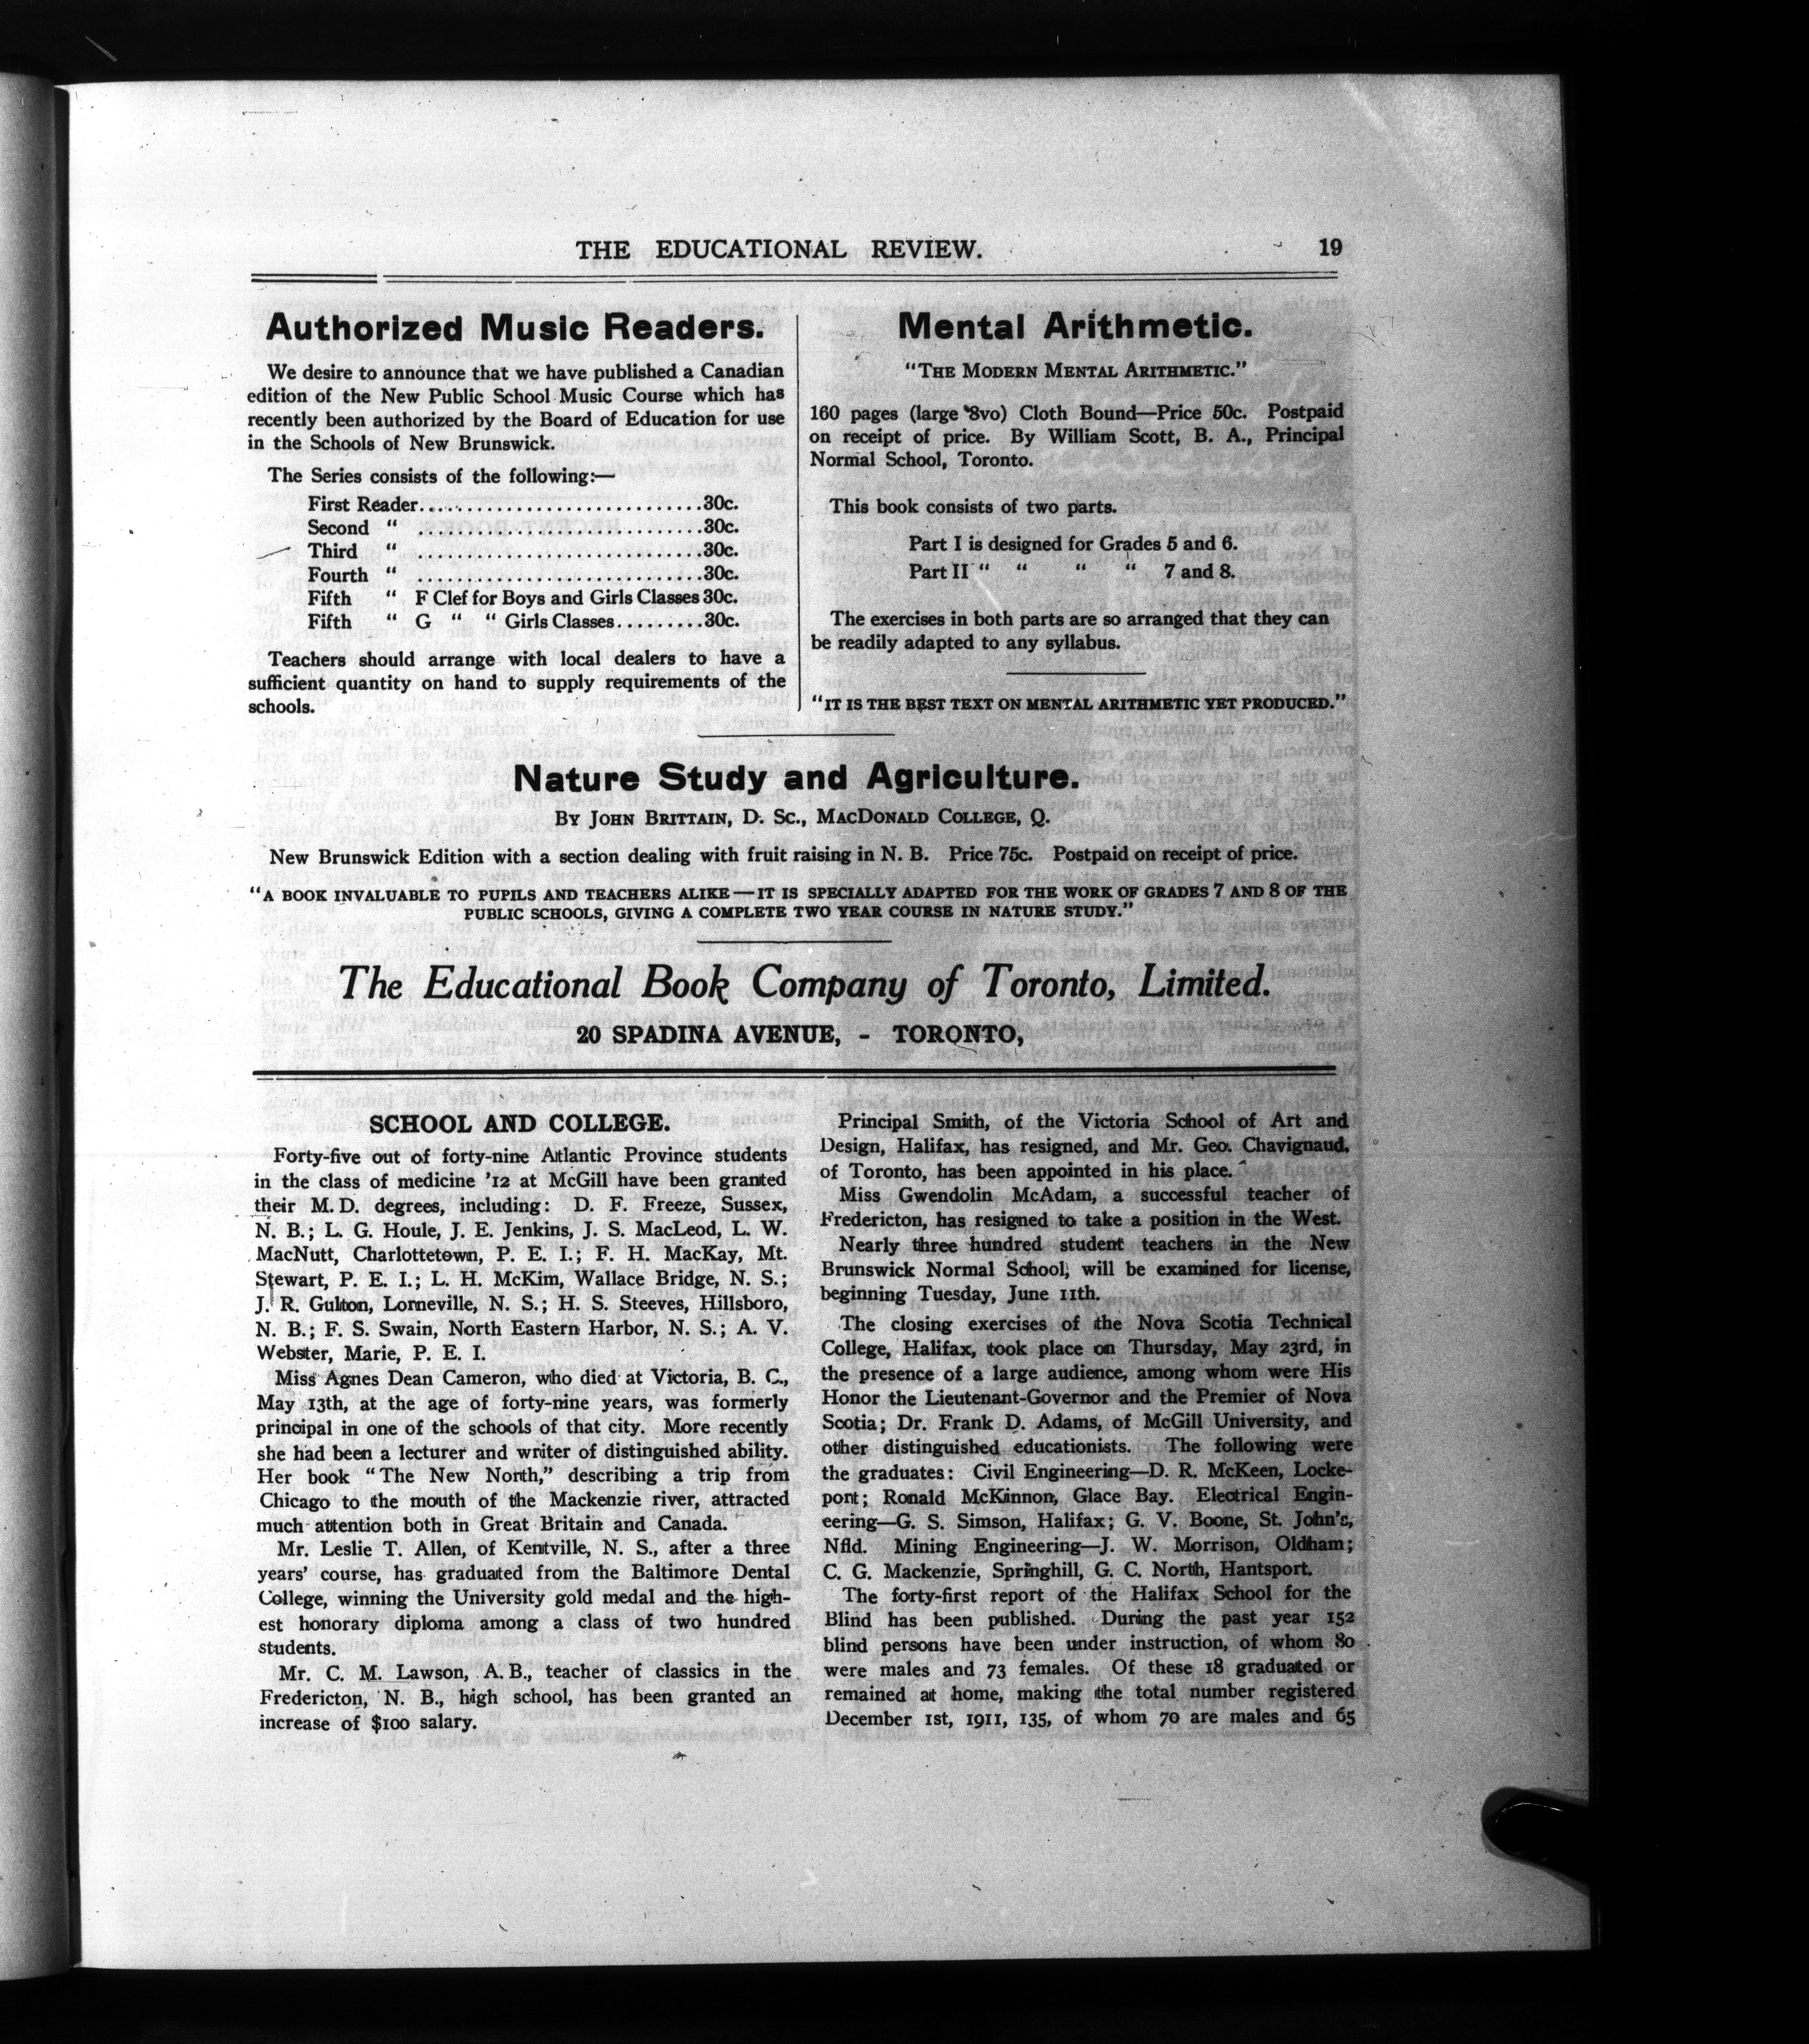 THE EDUCATIONAL REVIEW. 19
Authorized Music Readers.
We desire to announce that we have published a Canadian
edition of the New Public School Music Course which has
recently been authorized by the Board of Education for use
in the Schools of New Brunswick.
The Series consists of the following:—
First Reader..............................30c.
Second " ..............................30c.
Third " ..............................30c.
Fourth " ..............................30c.
Fifth " F Clef for Boys and Girls Classes 30c.
Fifth " G " " Girls Classes.........30c.
Teachers should arrange with local dealers to have a
sufficient quantity on hand to supply requirements of the
schools.
Mental Arithmetic.
"THE MODERN MENTAL ARITHMETIC."
160 pages (large 8vo) Cloth Bound—Price 50c. Postpaid
on receipt of price. By William Scott, B. A., Principal
Normal School, Toronto.
This book consists of two parts.
Part I is designed for Grades 5 and 6.
Part II " " " " 7 and 8.
The exercises in both parts are so arranged that they can
be readily adapted to any syllabus.
"IT IS THE BEST TEXT ON MENTAL ARITHMETIC YET PRODUCED."
Nature Study and Agriculture.
BY JOHN BRITTAIN, D. SC., MACDONALD COLLEGE, Q.
New Brunswick Edition with a section dealing with fruit raising in N. B. Price 75c. Postpaid on receipt of price.
"A BOOK INVALUABLE TO PUPILS AND TEACHERS ALIKE—IT IS SPECIALLY ADAPTED FOR THE WORK OF GRADES 7 AND 8 OF THE
PUBLIC SCHOOLS, GIVING A COMPLETE TWO YEAR COURSE IN NATURE STUDY."
The Educational Book Company of Toronto, Limited.
20 SPADINA AVENUE, - TORONTO,
SCHOOL AND COLLEGE.
Forty-five out of forty-nine Atlantic Province students
in the class of medicine '12 at McGill have been granted
their M. D. degrees, including: D. F. Freeze, Sussex,
N. B.; L. G. Houle, J. E. Jenkins, J. S. MacLeod, L. W.
MacNutt, Charlottetown, P. E. I.; F. H. MacKay, Mt.
Stewart, P. E. I.; L. H. McKim, Wallace Bridge, N. S.;
J. R. Gulton, Lorneville, N. S.; H. S. Steeves, Hillsboro,
N. B.; F. S. Swain, North Eastern Harbor, N. S.; A. V.
Webster, Marie, P. E. I.
Miss Agnes Dean Cameron, who died at Victoria, B. C.,
May 13th, at the age of forty-nine years, was formerly
principal in one of the schools of that city. More recently
she had been a lecturer and writer of distinguished ability.
Her book "The New North," describing a trip from
Chicago to the mouth of the Mackenzie river, attracted
much attention both in Great Britain and Canada.
Mr. Leslie T. Allen, of Kentville, N. S., after a three
years' course, has graduated from the Baltimore Dental
College, winning the University gold medal and the high-
est honorary diploma among a class of two hundred
students.
Mr. C. M. Lawson, A. B., teacher of classics in the
Fredericton, N. B., high school, has been granted an
increase of $100 salary.
Principal Smith, of the Victoria School of Art and
Design, Halifax, has resigned, and Mr. Geo. Chavignaud,
of Toronto, has been appointed in his place.
Miss Gwendolin McAdam, a successful teacher of
Fredericton, has resigned to take a position in the West.
Nearly three hundred student teachers in the New
Brunswick Normal School, will be examined for license,
beginning Tuesday, June 11th.
The closing exercises of the Nova Scotia Technical
College, Halifax, took place on Thursday, May 23rd, in
the presence of a large audience, among whom were His
Honor the Lieutenant-Governor and the Premier of Nova
Scotia; Dr. Frank D. Adams, of McGill University, and
other distinguished educationists. The following were
the graduates: Civil Engineering—D. R. McKeen, Locke-
port; Ronald McKinnon, Glace Bay. Electrical Engin-
eering—G. S. Simson, Halifax; G. V. Boone, St. John's,
Nfld. Mining Engineering—J. W. Morrison, Oldham;
C. G. Mackenzie, Springhill, G. C. North, Hantsport.
The forty-first report of the Halifax School for the
Blind has been published. During the past year 152
blind persons have been under instruction, of whom 80
were males and 73 females. Of these 18 graduated or
remained at home, making the total number registered
December 1st, 1911, 135, of whom 70 are males and 65